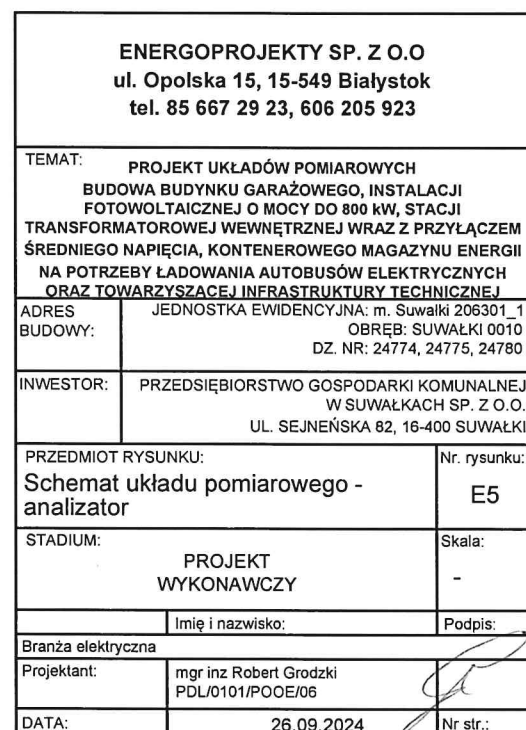 ENERGOPROJEKTY SP. Z O.O
ul. Opolska 15, 15-549 Białystok
tel. 85 667 29 23, 606 205 923
TEMAT:
PROJEKT UKŁADÓW POMIAROWYCH
BUDOWA BUDYNKU GARAŻOWEGO, INSTALACJI
FOTOWOLTAICZNEJ O MOCY DO 800 kW, STACJI
TRANSFORMATOROWEJ WEWNĘTRZNEJ WRAZ Z PRZYŁĄCZEM
ŚREDNIEGO NAPIĘCIA, KONTENEROWEGO MAGAZYNU ENERGII
NA POTRZEBY ŁADOWANIA AUTOBUSÓW ELEKTRYCZNYCH
ORAZ TOWARZYSZĄCEJ INFRASTRUKTURY TECHNICZNEJ
ADRES BUDOWY:
JEDNOSTKA EWIDENCYJNA: m. Suwałki 206301_1
OBRĘB: SUWAŁKI 0010
DZ. NR: 24774, 24775, 24780
INWESTOR:
PRZEDSIĘBIORSTWO GOSPODARKI KOMUNALNEJ
W SUWAŁKACH SP. Z O.O.
UL. SEJNEŃSKA 82, 16-400 SUWAŁKI
PRZEDMIOT RYSUNKU:
Schemat układu pomiarowego -
analizator
Nr. rysunku:
E5
STADIUM:
PROJEKT
WYKONAWCZY
Skala:
-
Imię i nazwisko:
Podpis:
Branża elektryczna
Projektant:
mgr inz Robert Grodzki
PDL/0101/POOE/06
DATA:
26.09.2024
Nr str.: